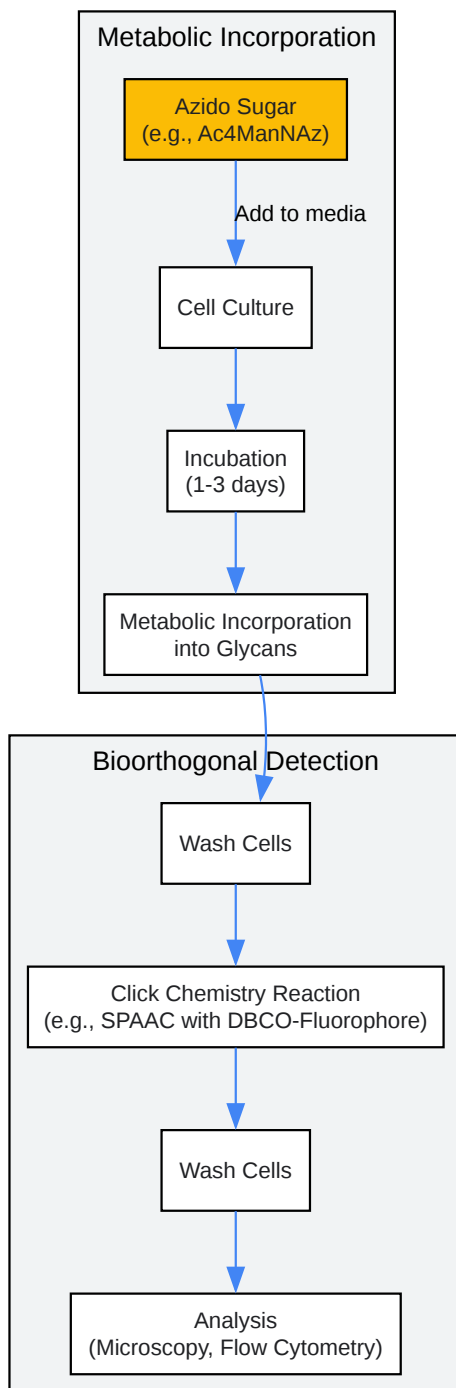 Metabolic Incorporation
Azido Sugar
(e.g., Ac4ManNAz)
Add to media
Cell Culture
Incubation
(1-3 days)
Metabolic Incorporation
into Glycans
Bioorthogonal Detection
Wash Cells
Click Chemistry Reaction
(e.g., SPAAC with DBCO-Fluorophore)
Wash Cells
Analysis
(Microscopy, Flow Cytometry)